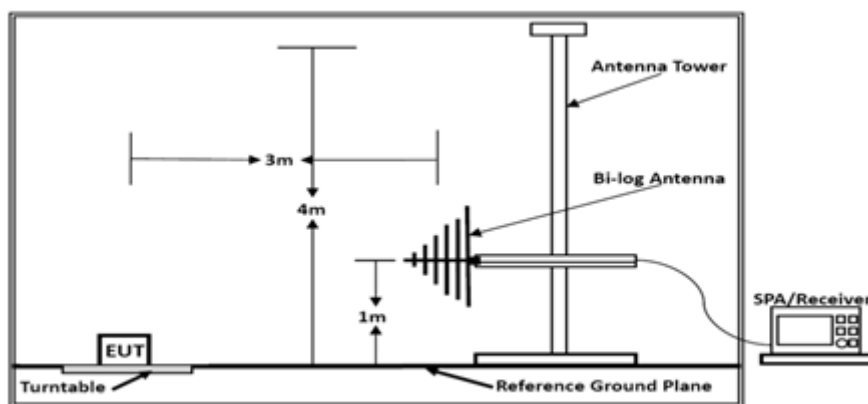 Antenna Tower
3m
Bi-log Antenna
4m
1m
SPA/Receiver
EUT
Turntable
Reference Ground Plane